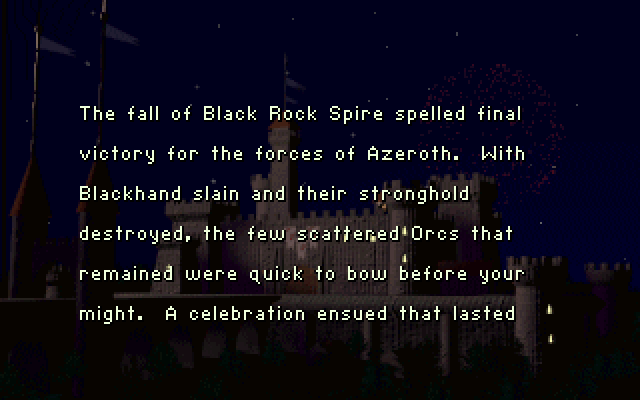 The fall of Black Rock Spire spelled final
victory for the forces of Azeroth.  With
Blackhand slain and their stronghold
destroyed, the few scattered Orcs that
remained were quick to bow before your
might.  A celebration ensued that lasted